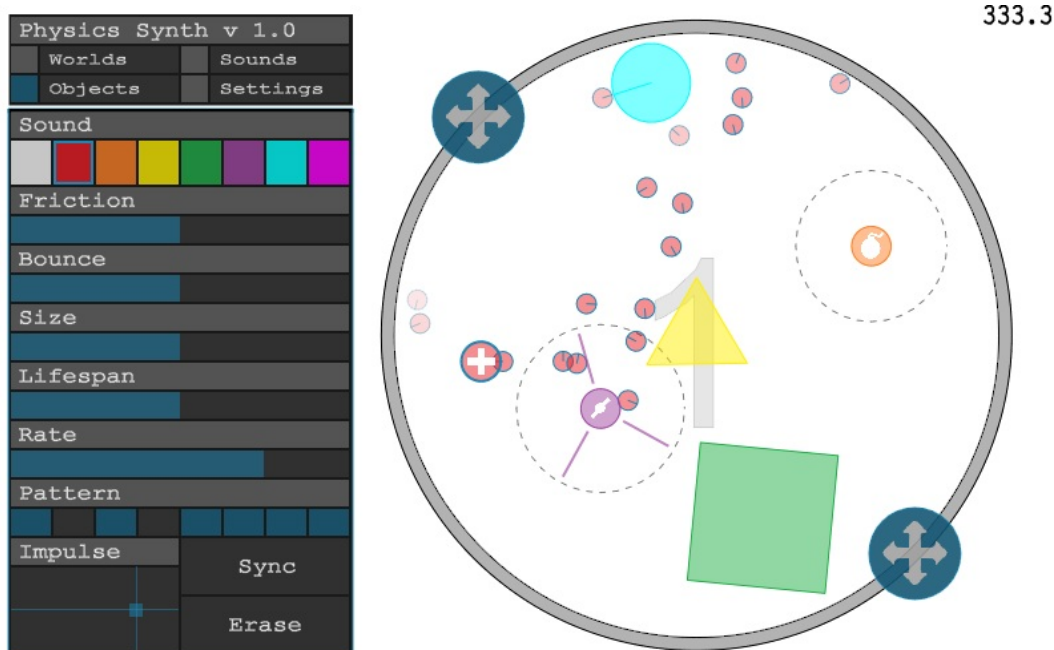 333.3
Physics Synth v 1.0
Worlds Sounds
Objects Settings
Sound
Friction
Bounce
Size
Lifespan
Rate
Pattern
Impulse Sync
Erase
1